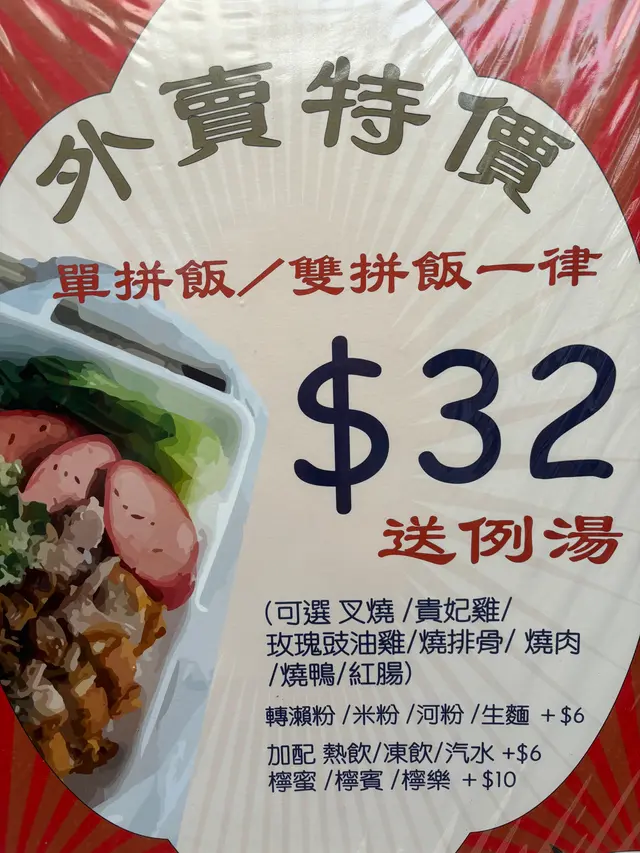 外賣特價
單拼飯/雙拼飯一律
$32
送例湯
(可選 叉燒 /貴妃雞/
玫瑰豉油雞/燒排骨/ 燒肉
/燒鴨/紅腸)
轉瀨粉 /米粉 /河粉 /生麵 +$6
加配 熱飲/凍飲/汽水 +$6
檸蜜 /檸賓 /檸樂 +$10